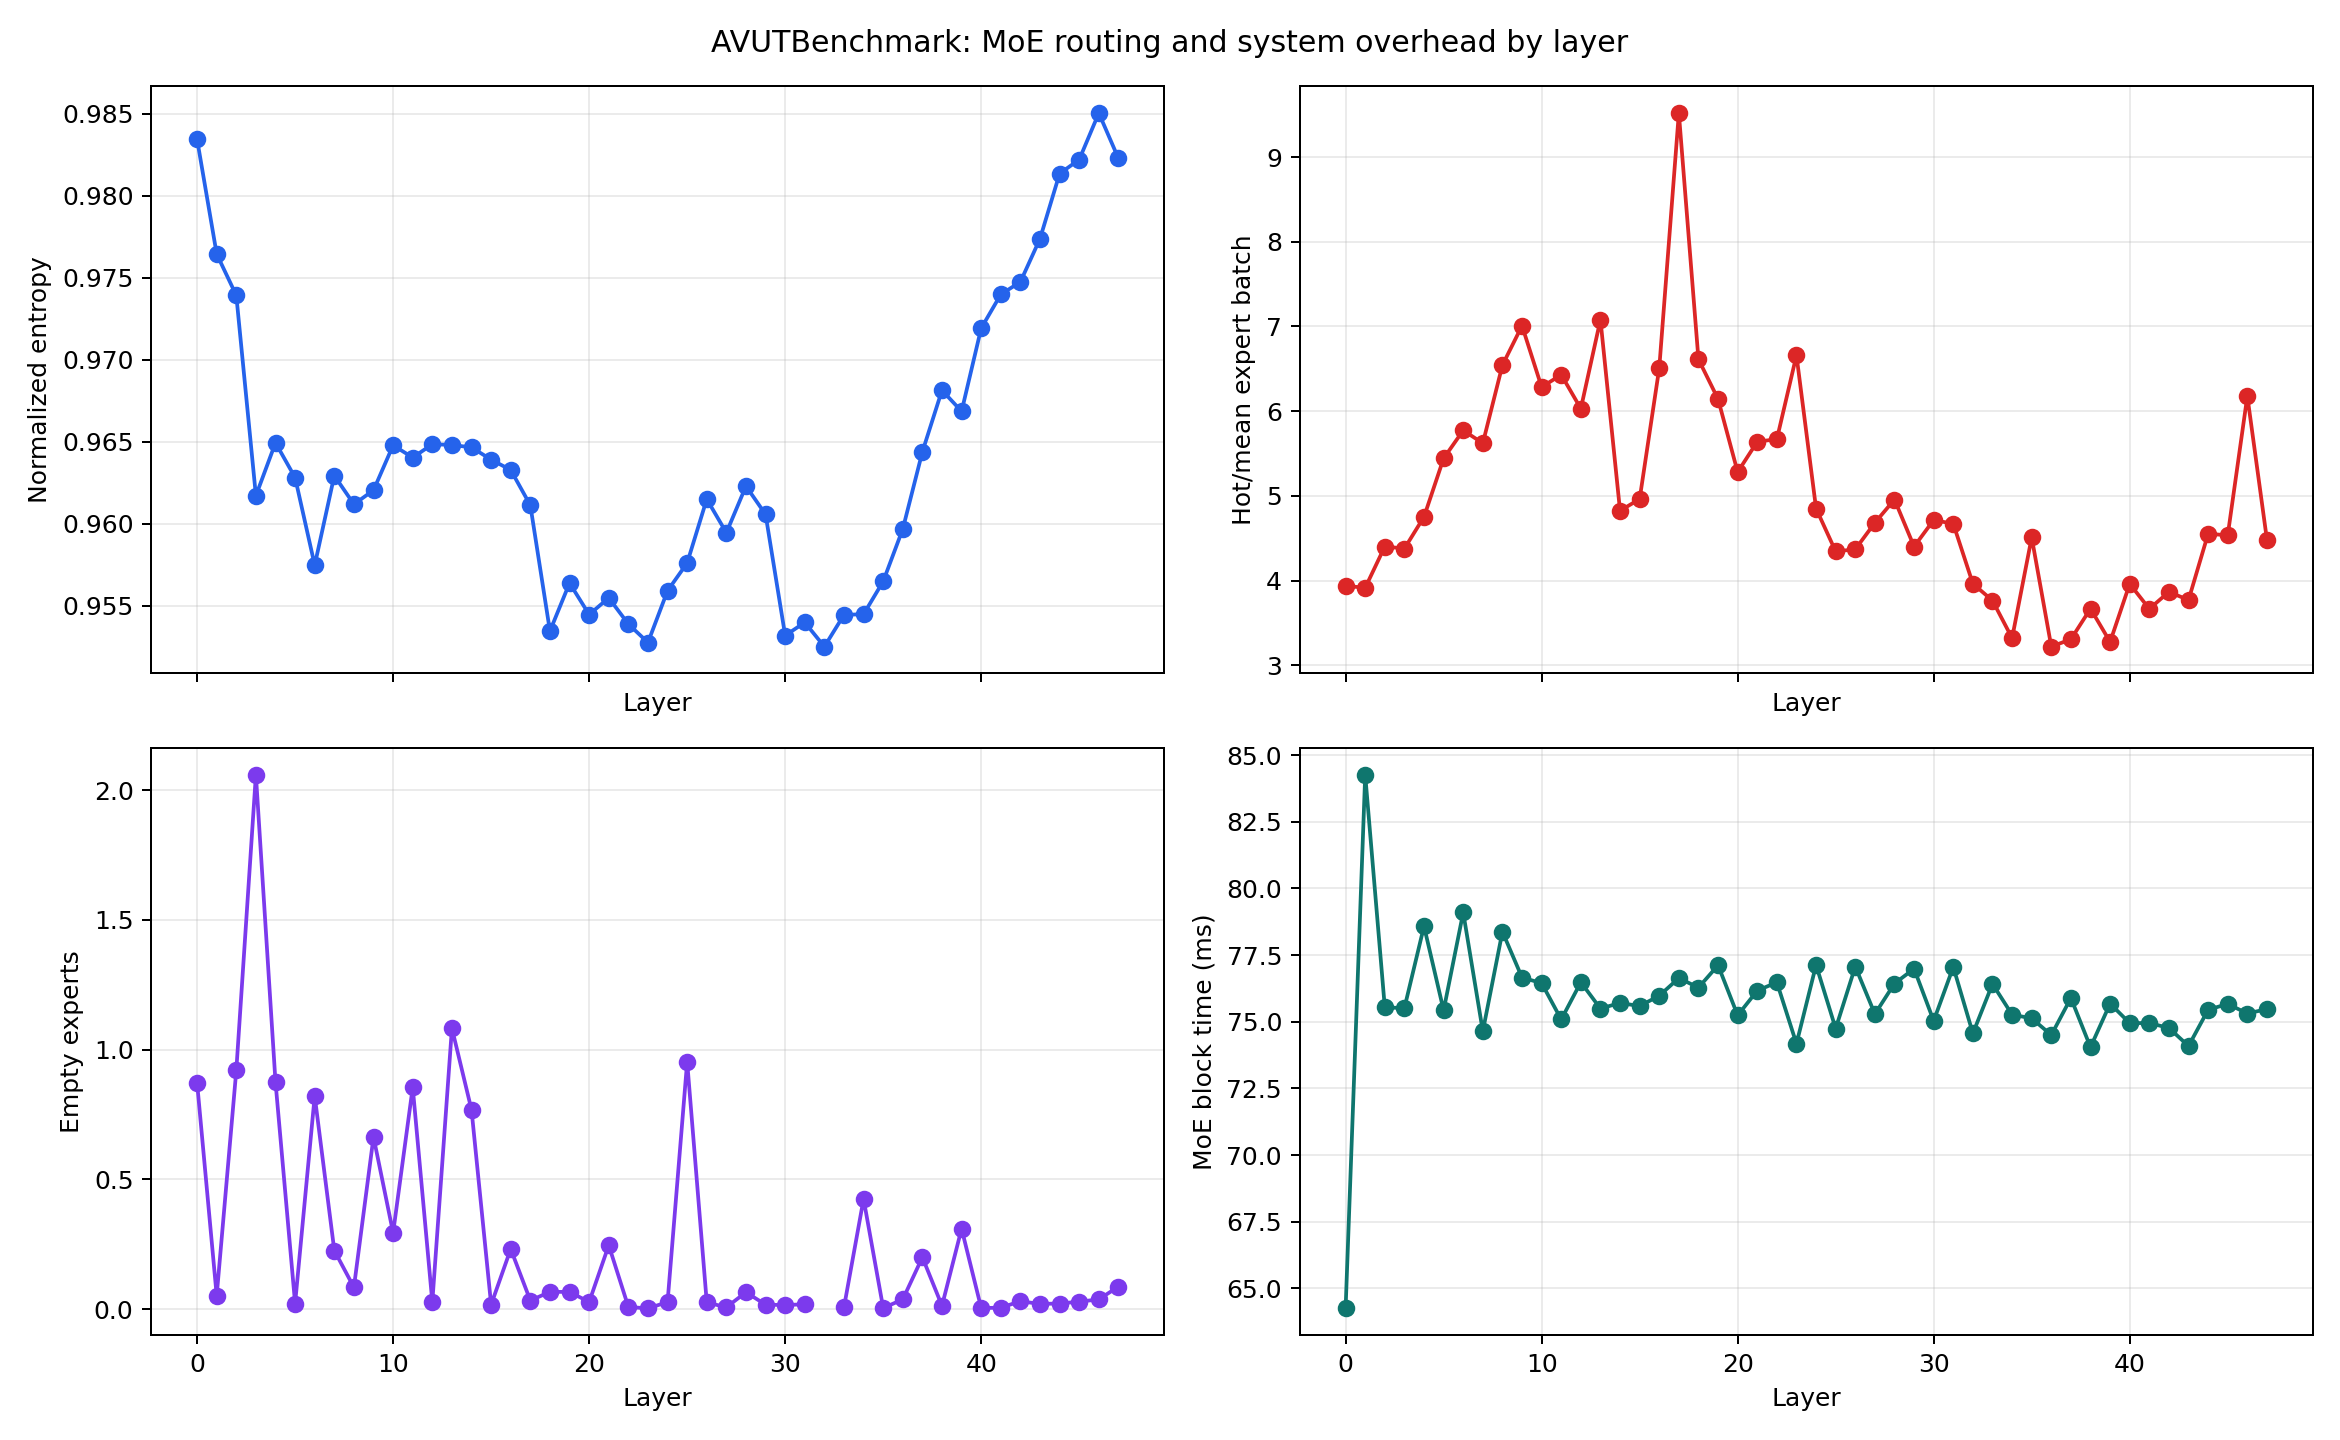 AVUTBenchmark: MoE routing and system overhead by layer
Normalized entropy
0.985
0.980
0.975
0.970
0.965
0.960
0.955
Layer
Hot/mean expert batch
9
8
7
6
5
4
3
Layer
Empty experts
2.0
1.5
1.0
0.5
0.0
0 10 20 30 40
Layer
MoE block time (ms)
85.0
82.5
80.0
77.5
75.0
72.5
70.0
67.5
65.0
0 10 20 30 40
Layer